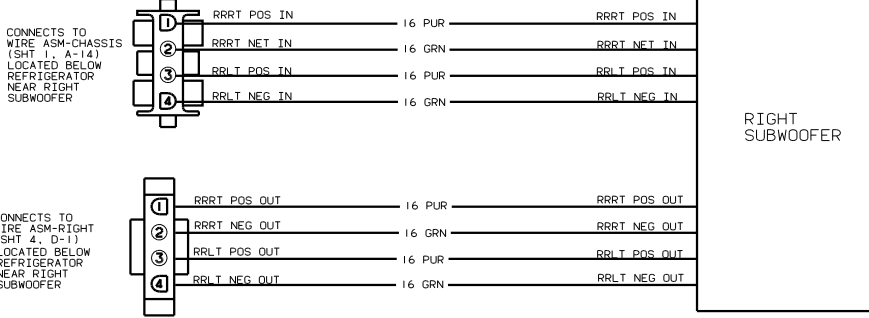 CONNECTS TO
WIRE ASM-CHASSIS
(SHT 1, A-14)
LOCATED BELOW
REFRIGERATOR
NEAR RIGHT
SUBWOOFER
1 RRRT POS IN 16 PUR RRRT POS IN
2 RRRT NET IN 16 GRN RRRT NET IN
3 RRLT POS IN 16 PUR RRLT POS IN
4 RRLT NEG IN 16 GRN RRLT NEG IN
RIGHT
SUBWOOFER
ONNECTS TO
IRE ASM-RIGHT
SHT 4, D-1)
LOCATED BELOW
REFRIGERATOR
NEAR RIGHT
SUBWOOFER
1 RRRT POS OUT 16 PUR RRRT POS OUT
2 RRRT NEG OUT 16 GRN RRRT NEG OUT
3 RRLT POS OUT 16 PUR RRLT POS OUT
4 RRLT NEG OUT 16 GRN RRLT NEG OUT